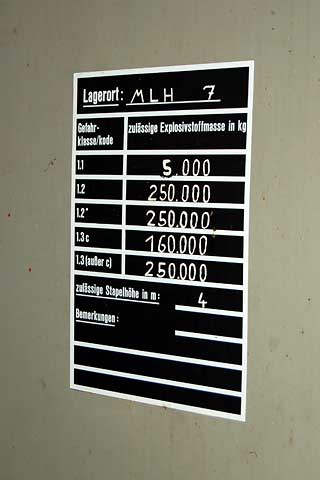 Lagerort: MLH 7
Gefahr-
klasse/kode
zulässige Explosivstoffmasse in kg
1.1 5.000
1.2 250.000
1.2* 250.000
1.3 c 160.000
1.3 (außer c) 250.000
zulässige Stapelhöhe in m: 4
Bemerkungen: